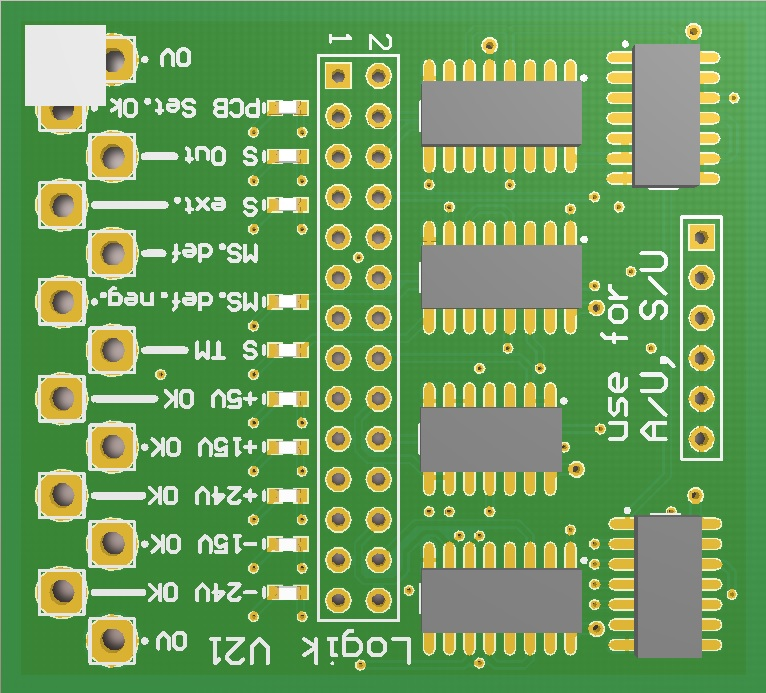 1 2
0V
PCB Set.Ok
S Out
S ext.
MS.def
MS.def.neg.
S TM
+5V OK
+15V OK
+24V OK
-15V OK
-24V OK
0V
Logik V21
use for
A/U, S/U